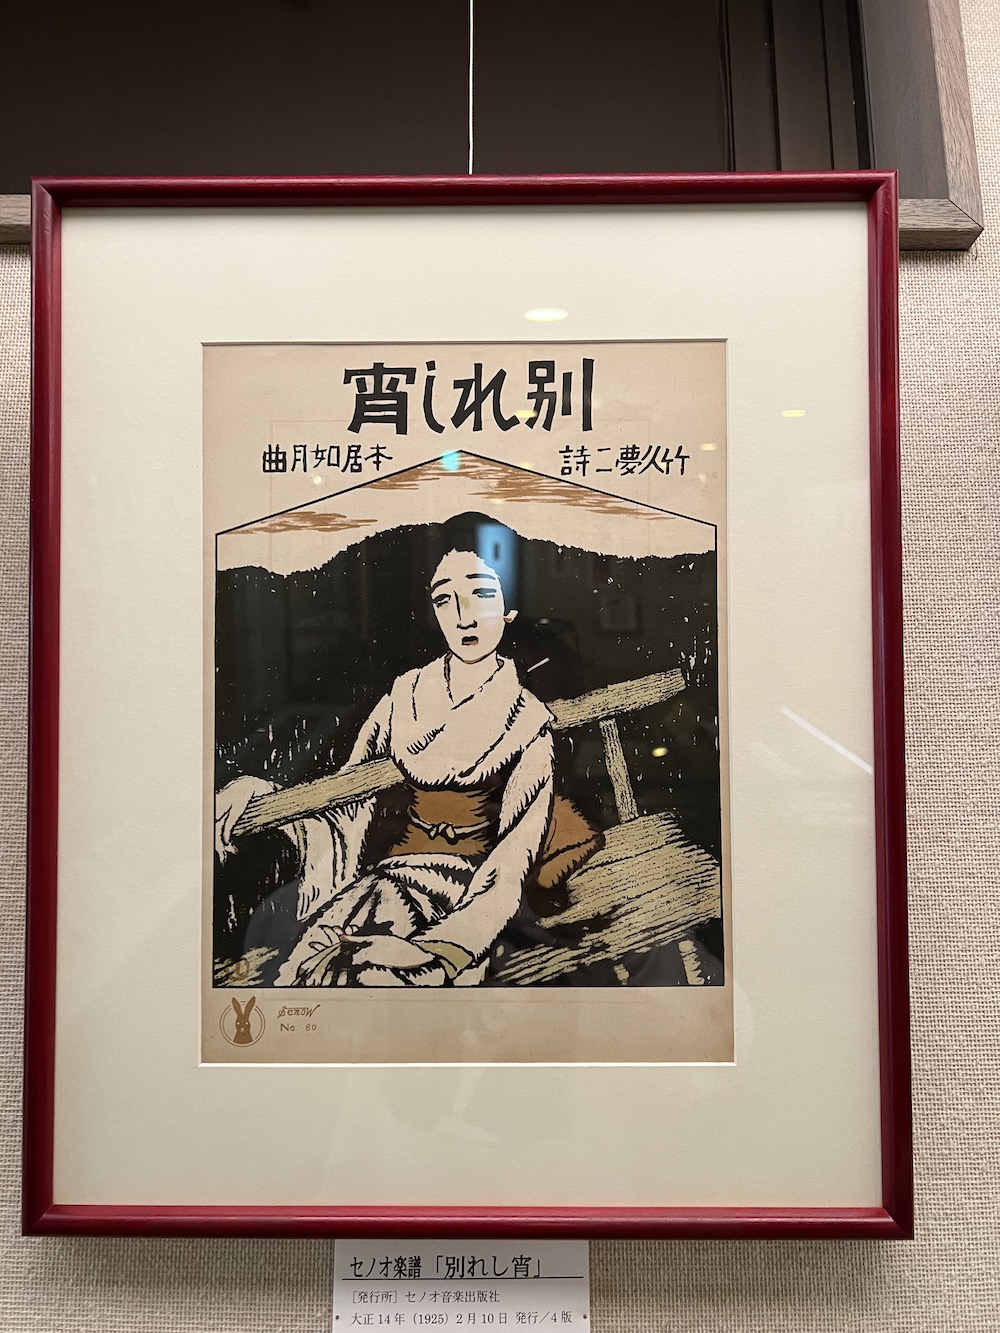 別れし宵
竹久夢二詩
本居如月曲
SENOW
No. 60
セノオ楽譜「別れし宵」
［発行所］セノオ音楽出版社
大正14年（1925）2月10日 発行／4版